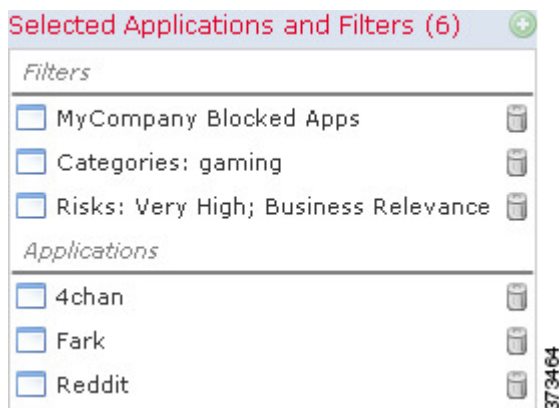 Selected Applications and Filters (6)
Filters
MyCompany Blocked Apps
Categories: gaming
Risks: Very High; Business Relevance
Applications
4chan
Fark
Reddit
373464